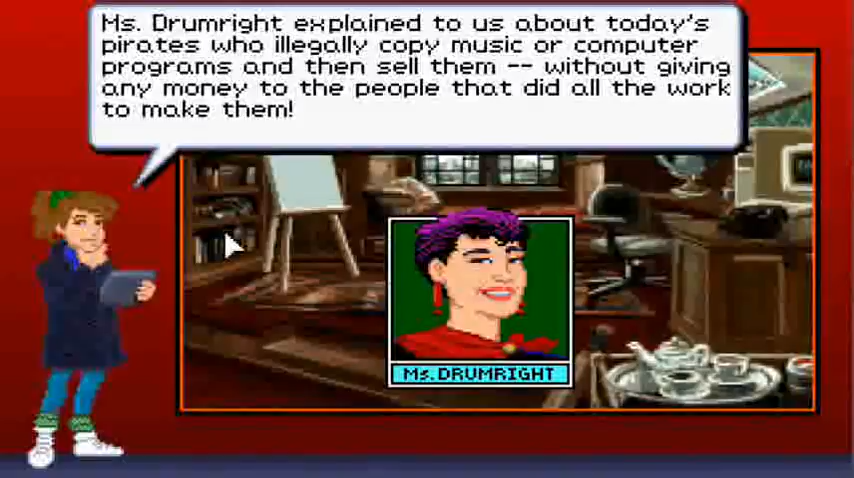 Ms. Drumright explained to us about today's
pirates who illegally copy music or computer
programs and then sell them -- without giving
any money to the people that did all the work
to make them!
Ms. DRUMRIGHT